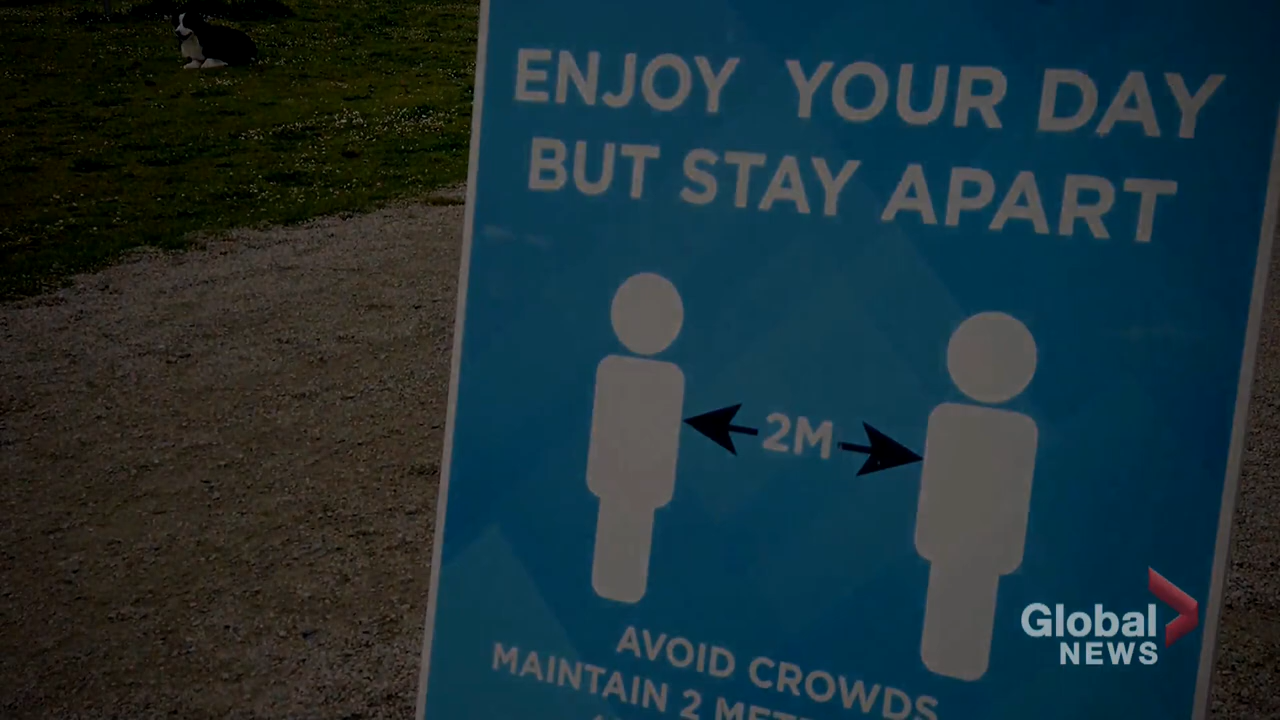 ENJOY YOUR DAY
BUT STAY APART
2M
AVOID CROWDS
MAINTAIN 2
Global
NEWS